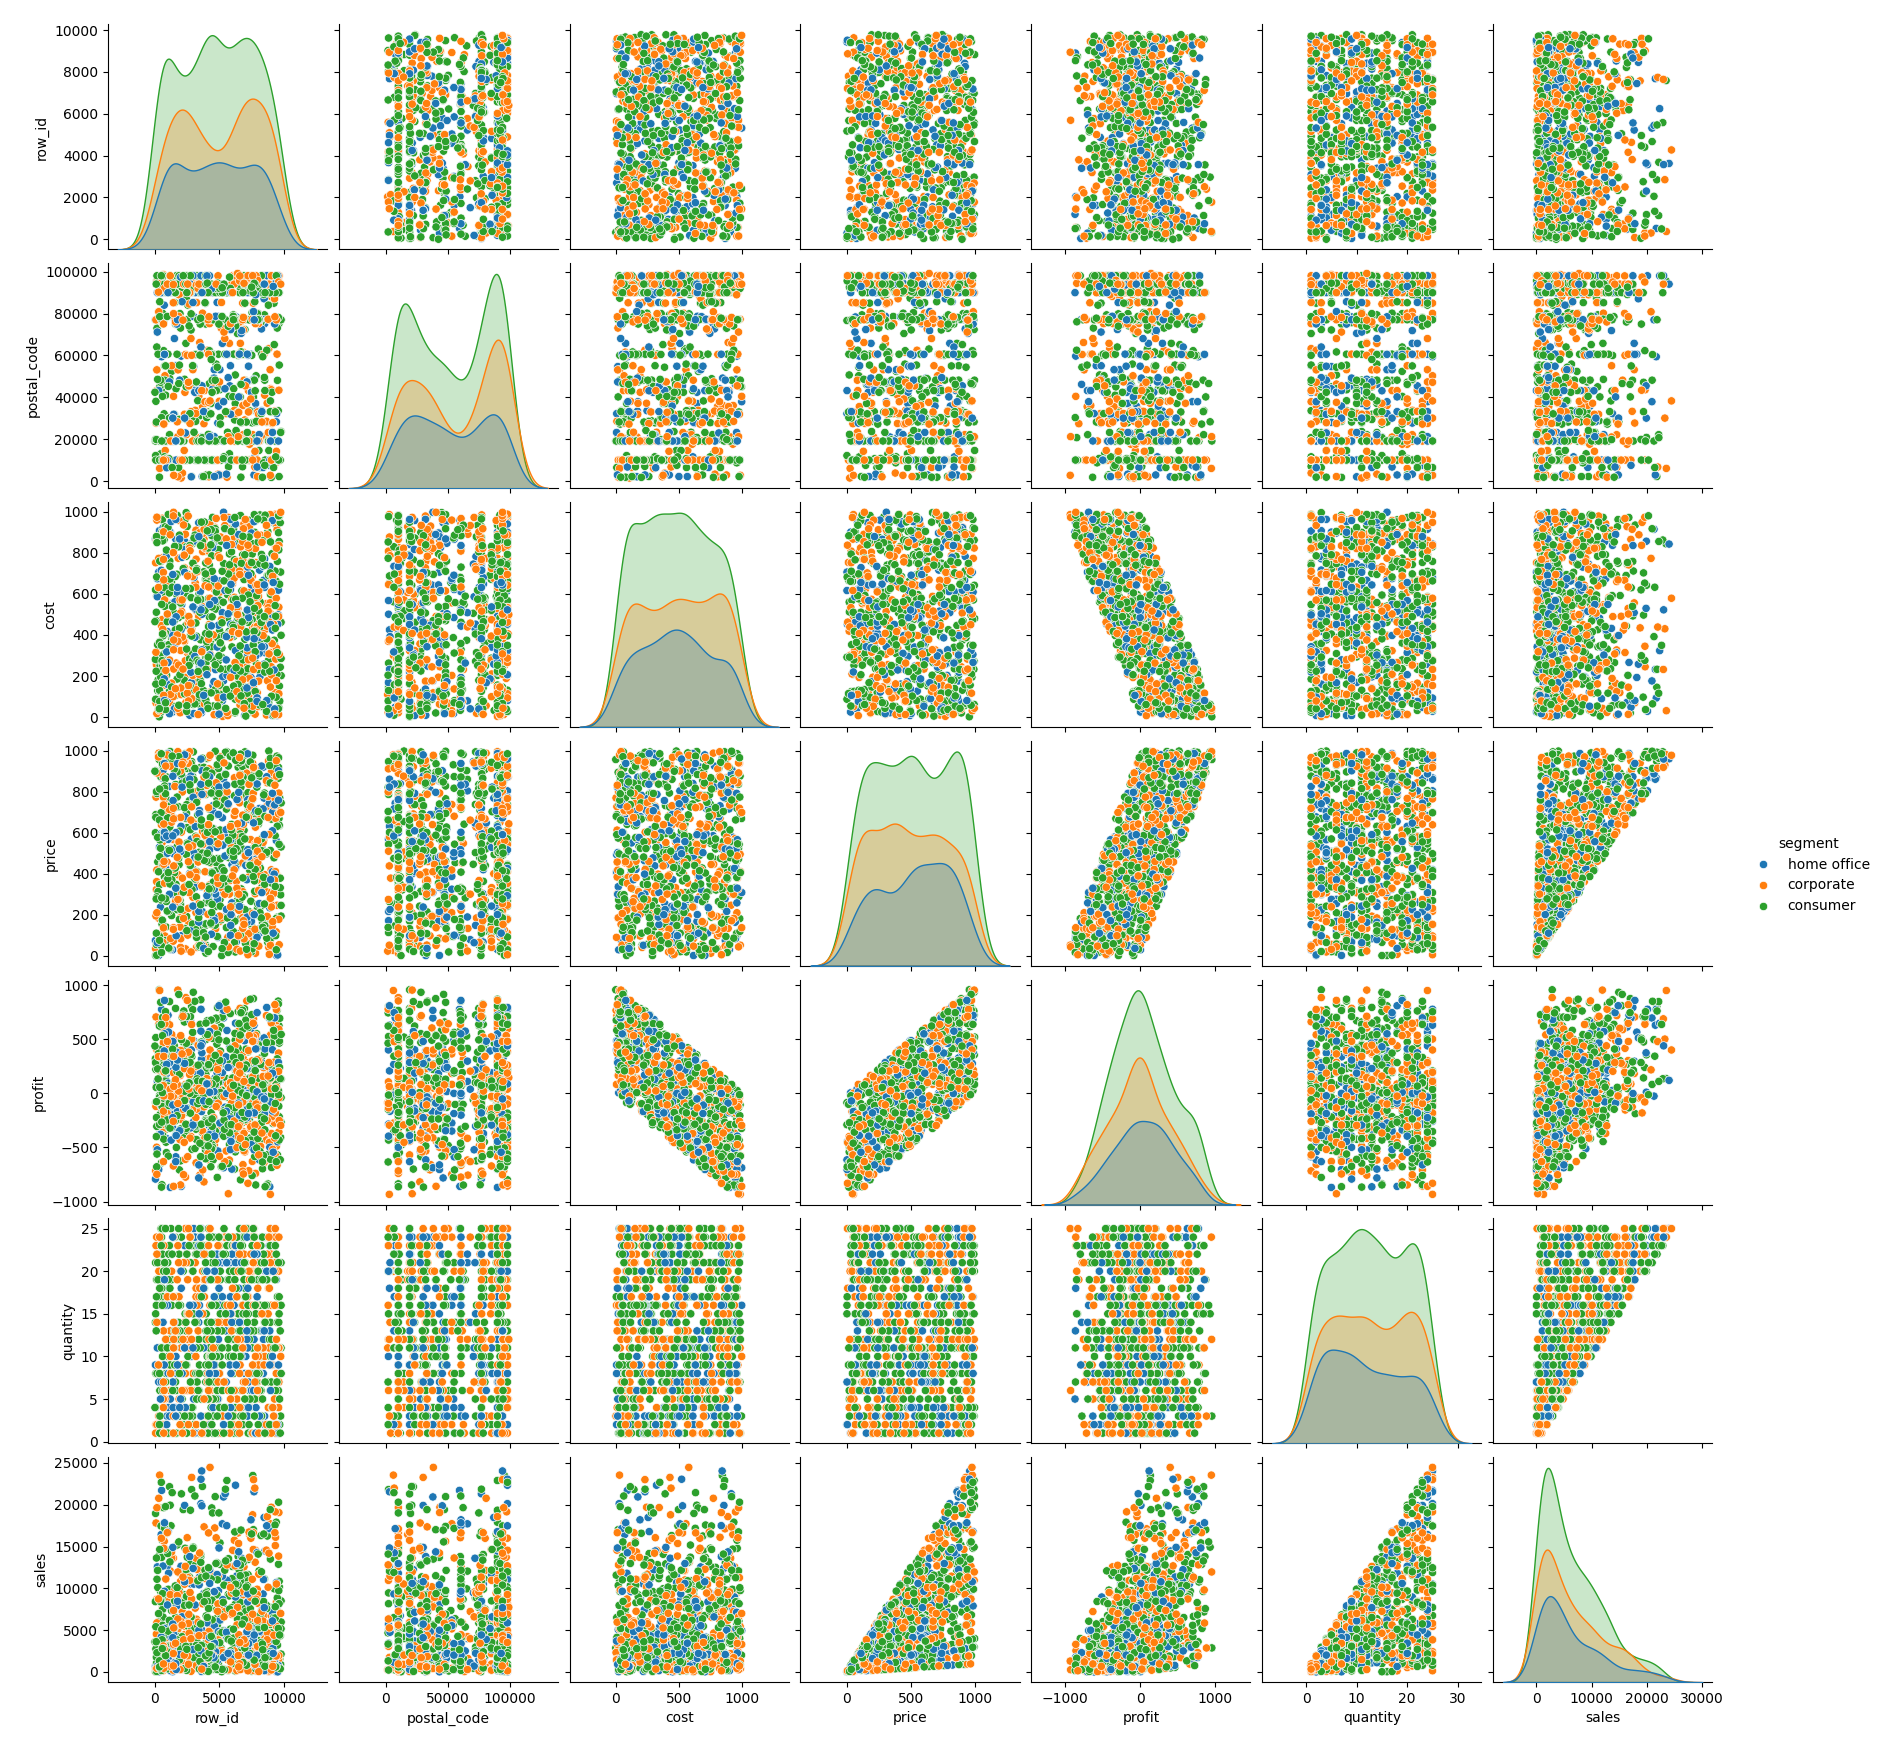 10000
8000
6000
4000
2000
0
row_id
100000
80000
60000
40000
20000
0
postal_code
1000
800
600
400
200
0
cost
1000
800
600
400
200
0
price
segment
home office
corporate
consumer
1000
500
0
−500
−1000
profit
25
20
15
10
5
0
quantity
25000
20000
15000
10000
5000
0
sales
0 5000 10000
row_id
0 50000 100000
postal_code
0 500 1000
cost
0 500 1000
price
−1000 0 1000
profit
0 10 20 30
quantity
0 10000 20000 30000
sales